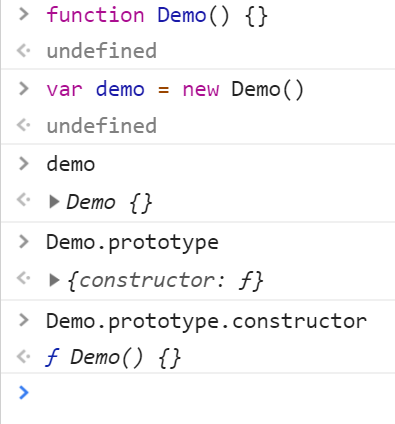 > function Demo() {}
undefined
> var demo = new Demo()
undefined
> demo
▶ Demo {}
> Demo.prototype
▶ {constructor: ƒ}
> Demo.prototype.constructor
ƒ Demo() {}
>